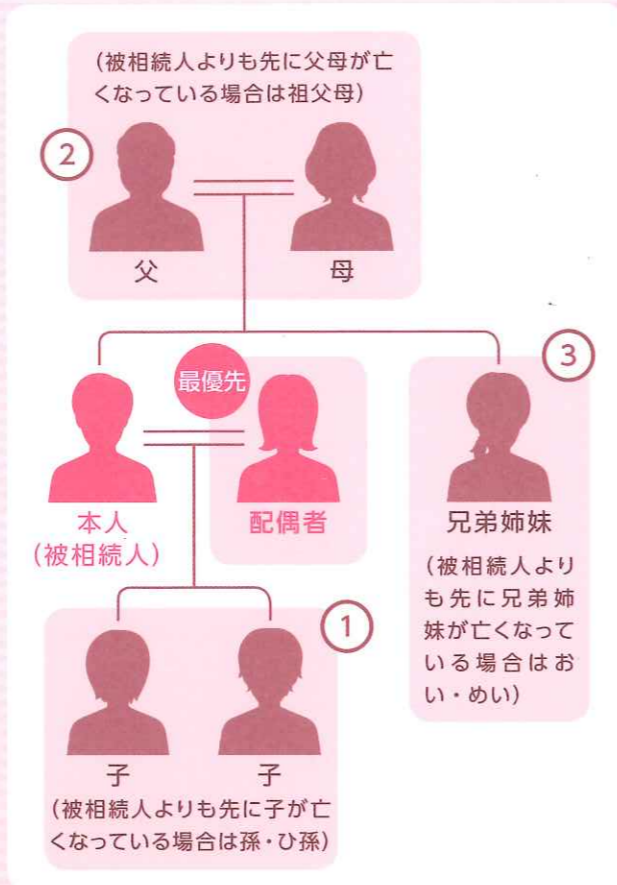 (被相続人よりも先に父母が亡
くなっている場合は祖父母)
2
父
母
3
最優先
本人
(被相続人)
配偶者
兄弟姉妹
(被相続人より
も先に兄弟姉
妹が亡くなって
いる場合はお
い・めい)
1
子
子
(被相続人よりも先に子が亡
くなっている場合は孫・ひ孫)